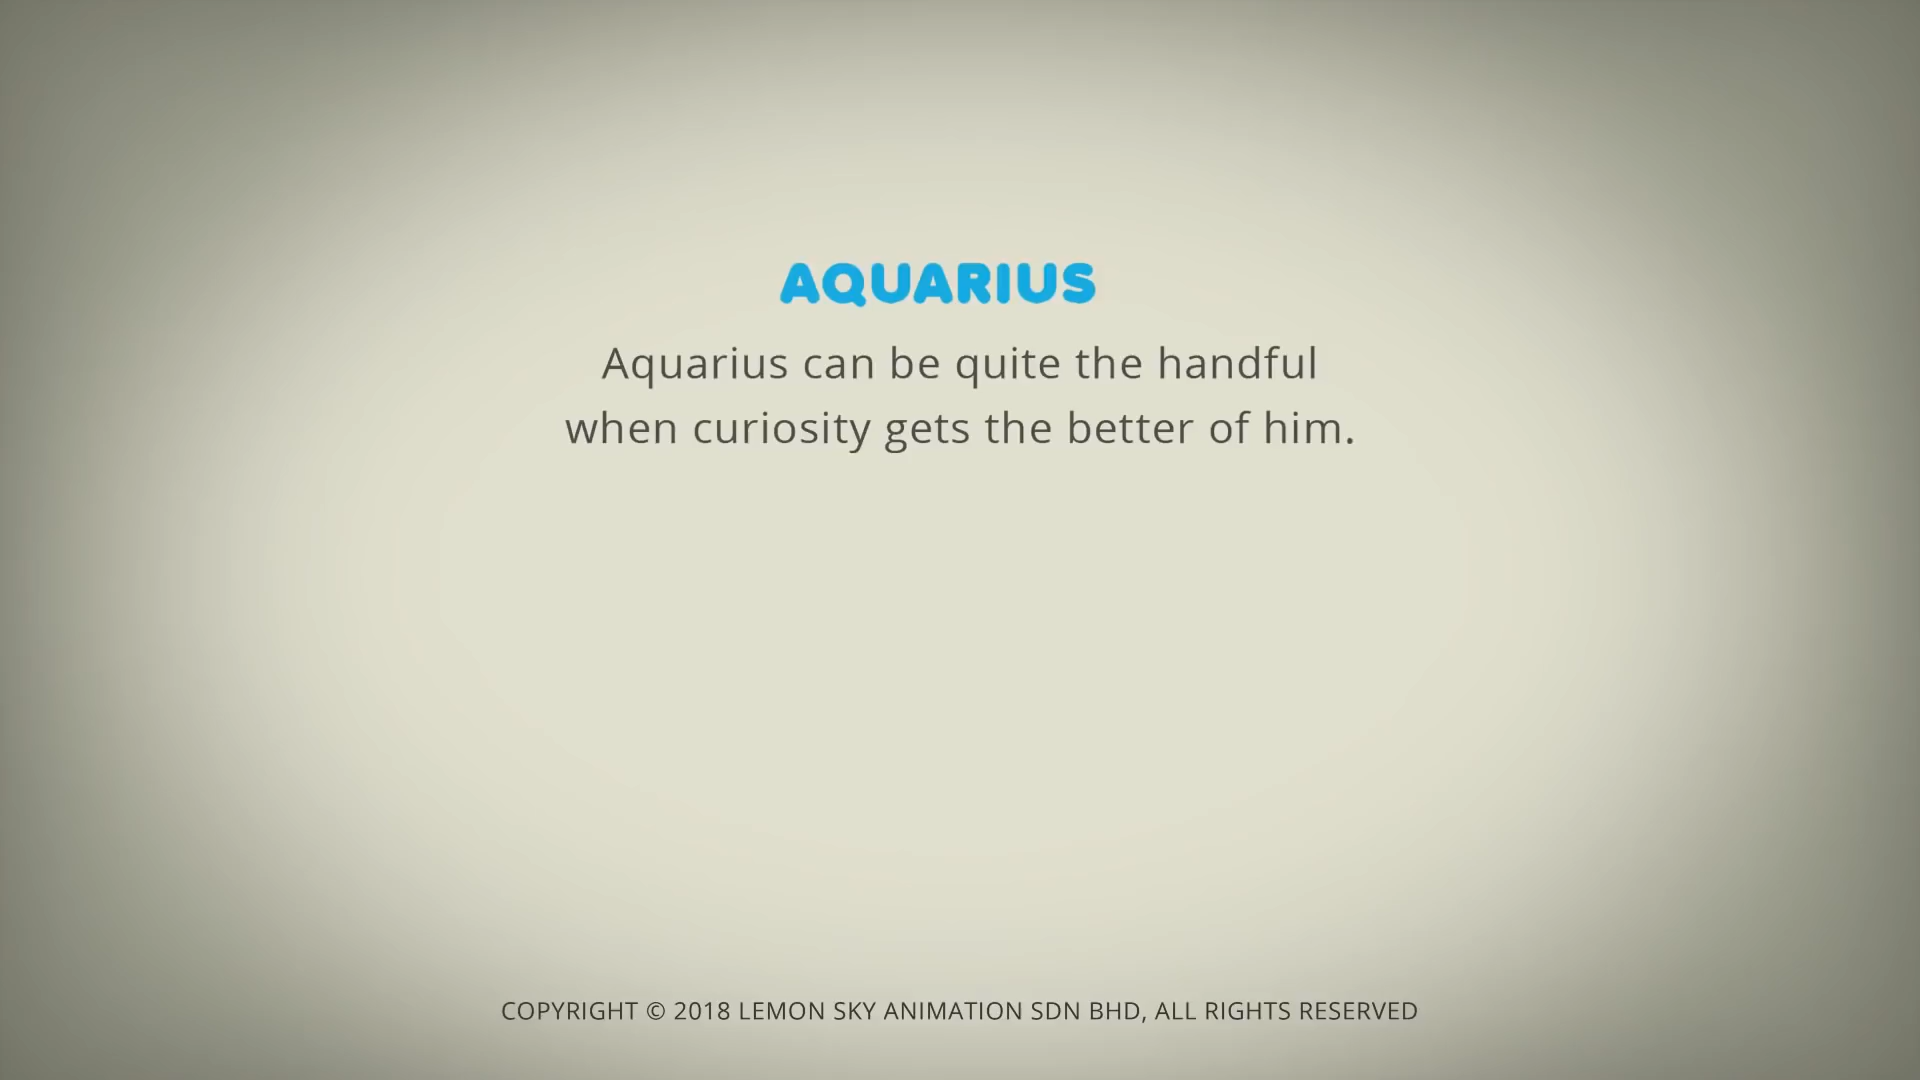 AQUARIUS
Aquarius can be quite the handful
when curiosity gets the better of him.
COPYRIGHT © 2018 LEMON SKY ANIMATION SDN BHD, ALL RIGHTS RESERVED